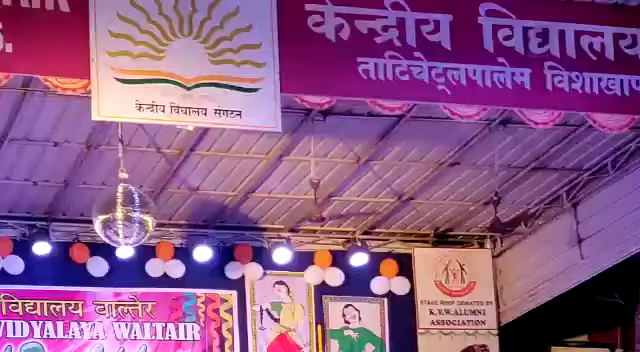 केन्द्रीय विद्यालय
ताटिचेट्लपालेम विशाखाप
केन्द्रीय विद्यालय संगठन
विद्यालय वाल्तेर
VIDYALAYA WALTAIR
STAGE ROOF DONATED BY
K.V.W.ALUMNI
ASSOCIATION